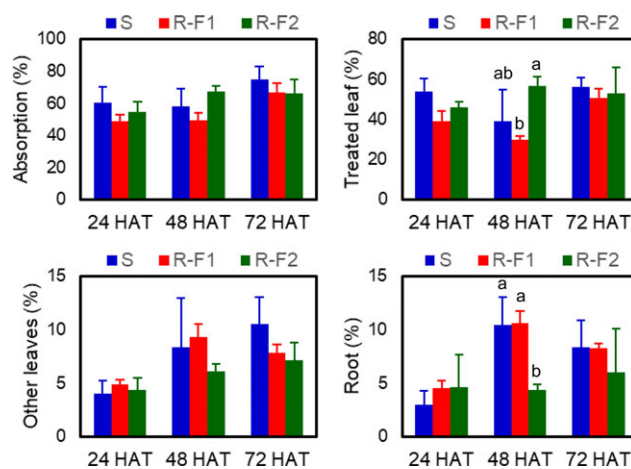 S R-F1 R-F2
Absorption (%)
100
80
60
40
20
0
24 HAT 48 HAT 72 HAT
S R-F1 R-F2
Treated leaf (%)
80
60
40
20
0
ab
b
a
24 HAT 48 HAT 72 HAT
S R-F1 R-F2
Other leaves (%)
15
10
5
0
24 HAT 48 HAT 72 HAT
S R-F1 R-F2
Root (%)
15
10
5
0
a
a
b
24 HAT 48 HAT 72 HAT